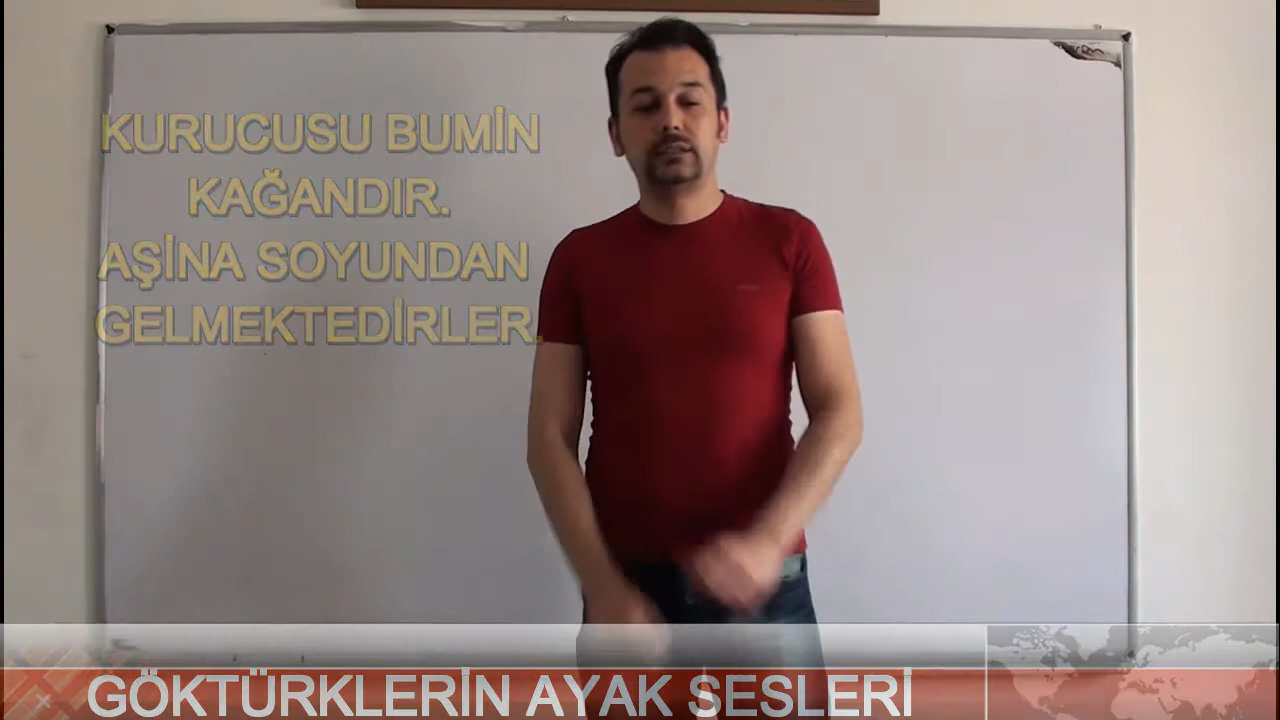 KURUCUSU BUMİN
KAĞANDIR.
AŞİNA SOYUNDAN
GELMEKTEDİRLER.
GÖKTÜRKLERİN AYAK SESLERİ